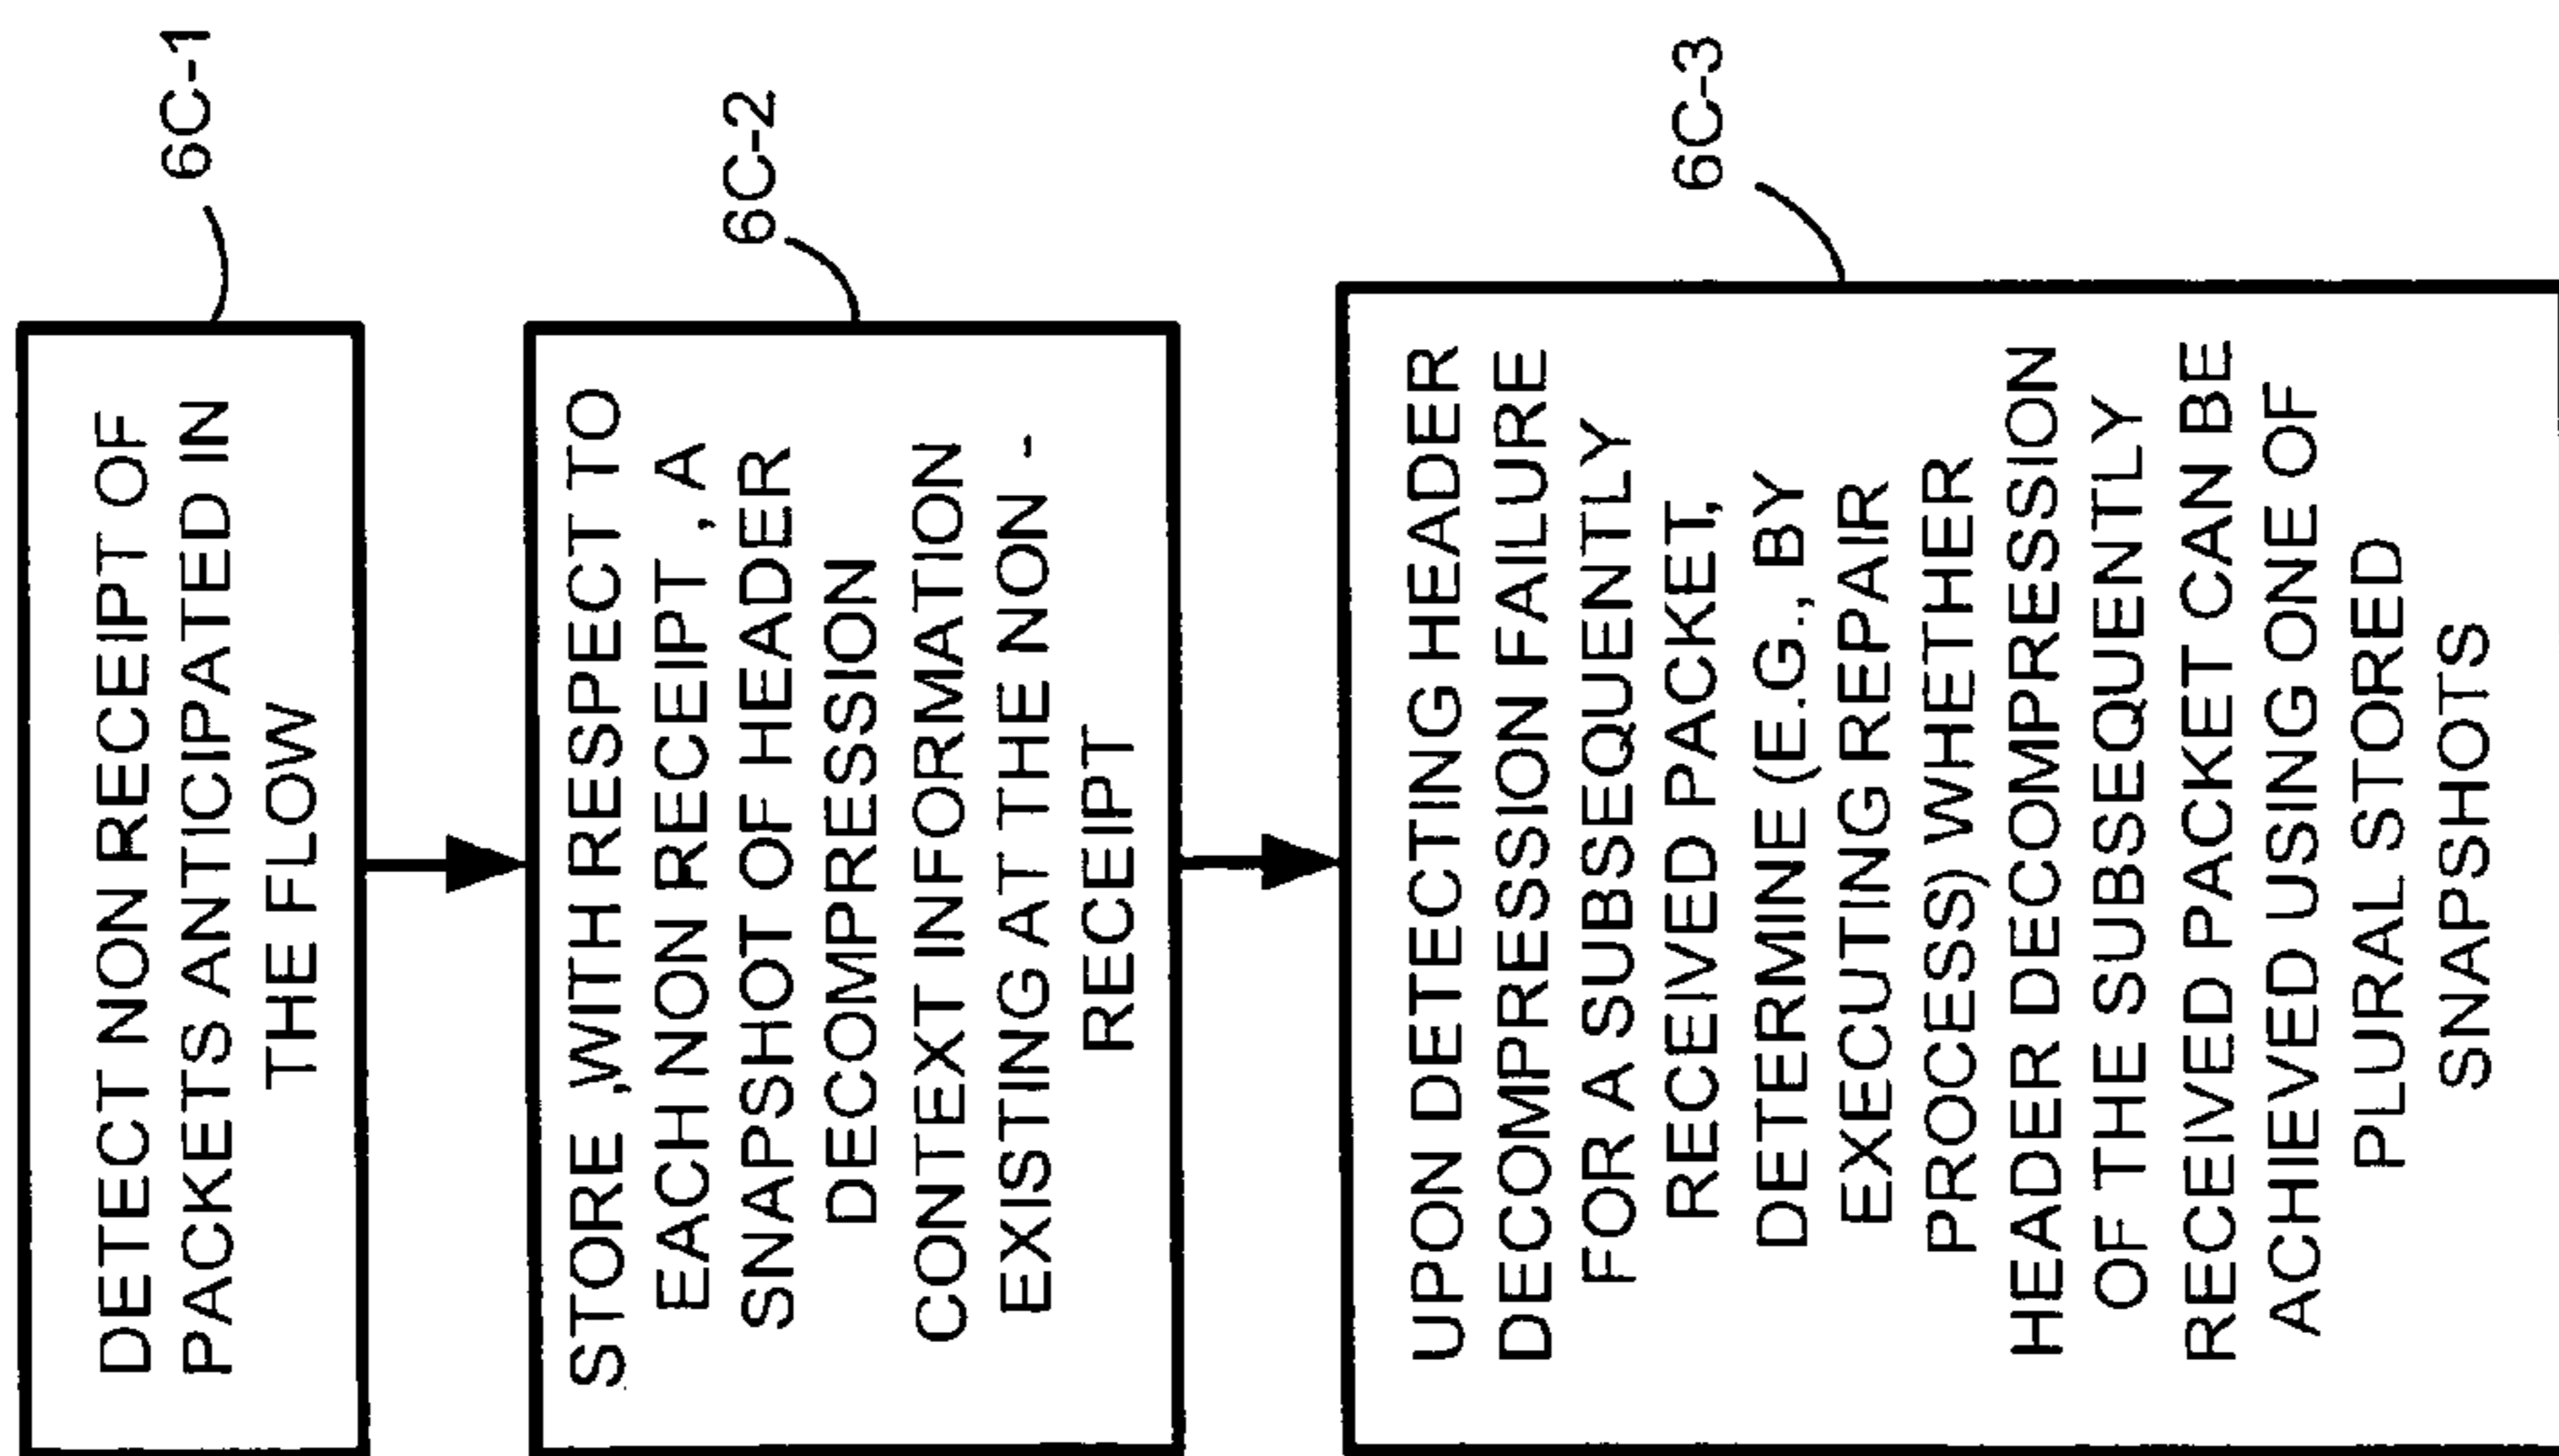 6C-1
DETECT NON RECEIPT OF
PACKETS ANTICIPATED IN
THE FLOW
6C-2
STORE ,WITH RESPECT TO
EACH NON RECEIPT , A
SNAPSHOT OF HEADER
DECOMPRESSION
CONTEXT INFORMATION
EXISTING AT THE NON -
RECEIPT
6C-3
UPON DETECTING HEADER
DECOMPRESSION FAILURE
FOR A SUBSEQUENTLY
RECEIVED PACKET,
DETERMINE (E.G., BY
EXECUTING REPAIR
PROCESS) WHETHER
HEADER DECOMPRESSION
OF THE SUBSEQUENTLY
RECEIVED PACKET CAN BE
ACHIEVED USING ONE OF
PLURAL STORED
SNAPSHOTS